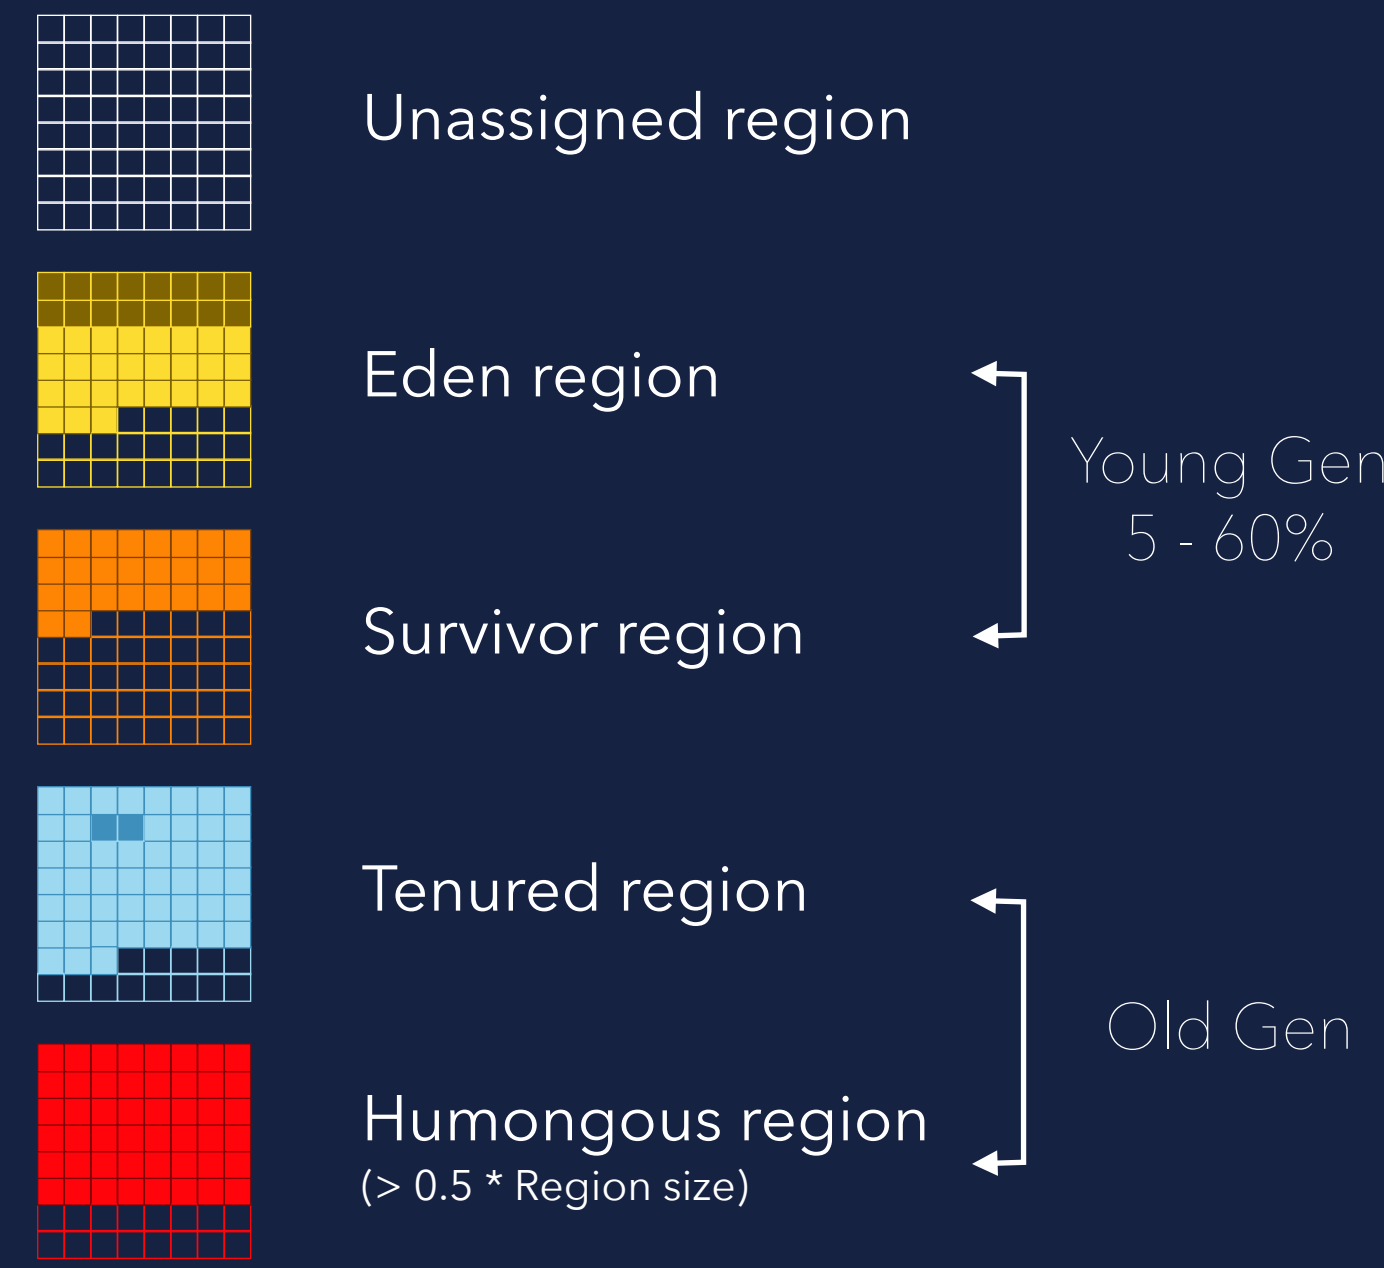 Unassigned region
Eden region
Young Gen
5 - 60%
Survivor region
Tenured region
Old Gen
Humongous region
(> 0.5 * Region size)